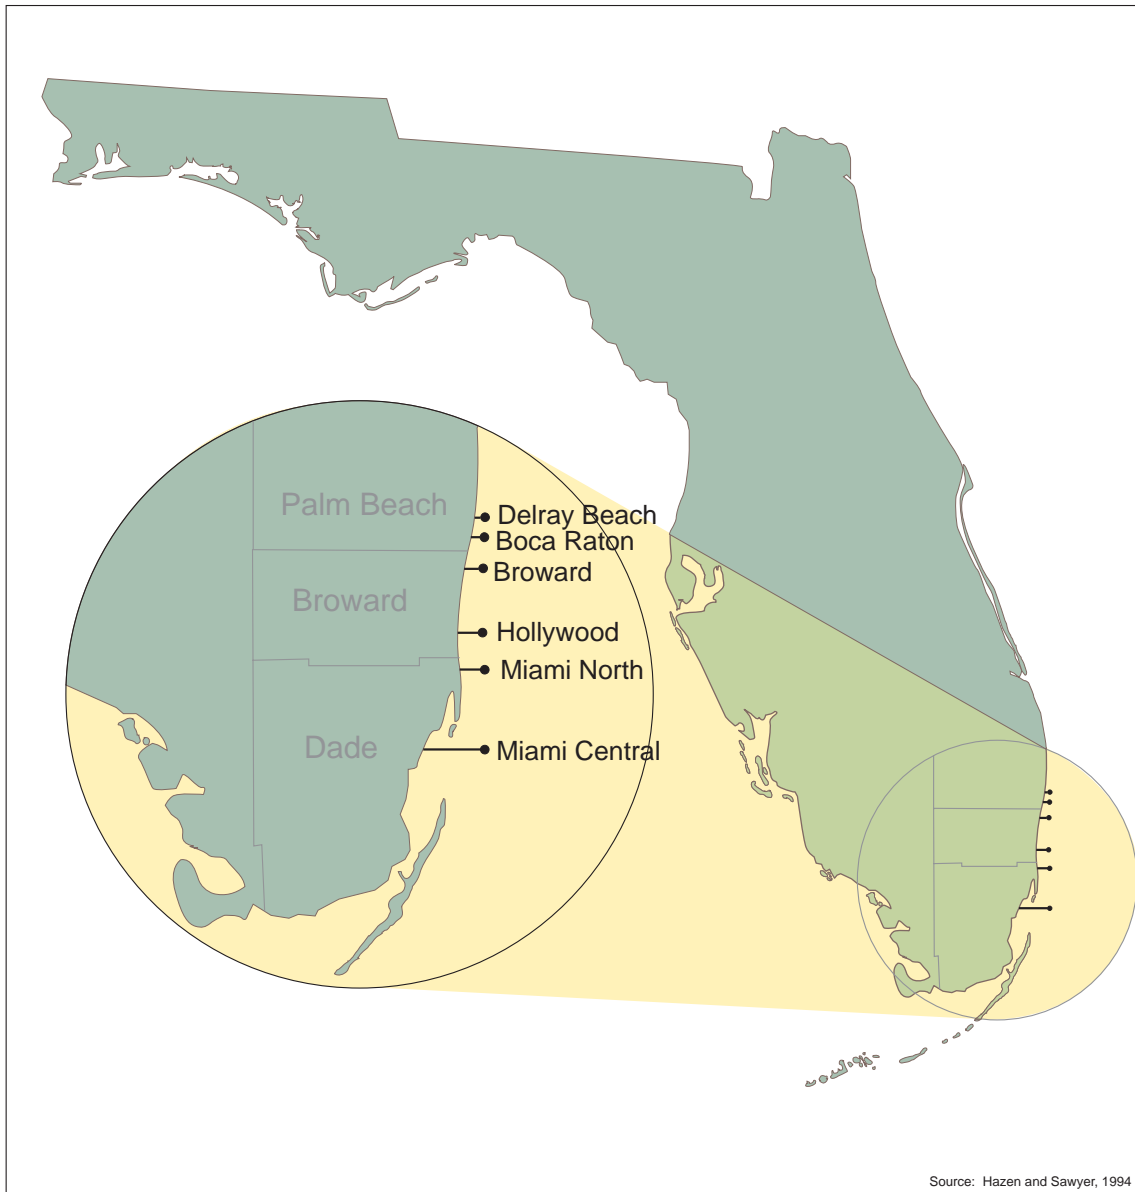 Palm Beach
Delray Beach
Boca Raton
Broward
Broward
Hollywood
Miami North
Dade
Miami Central
Source: Hazen and Sawyer, 1994